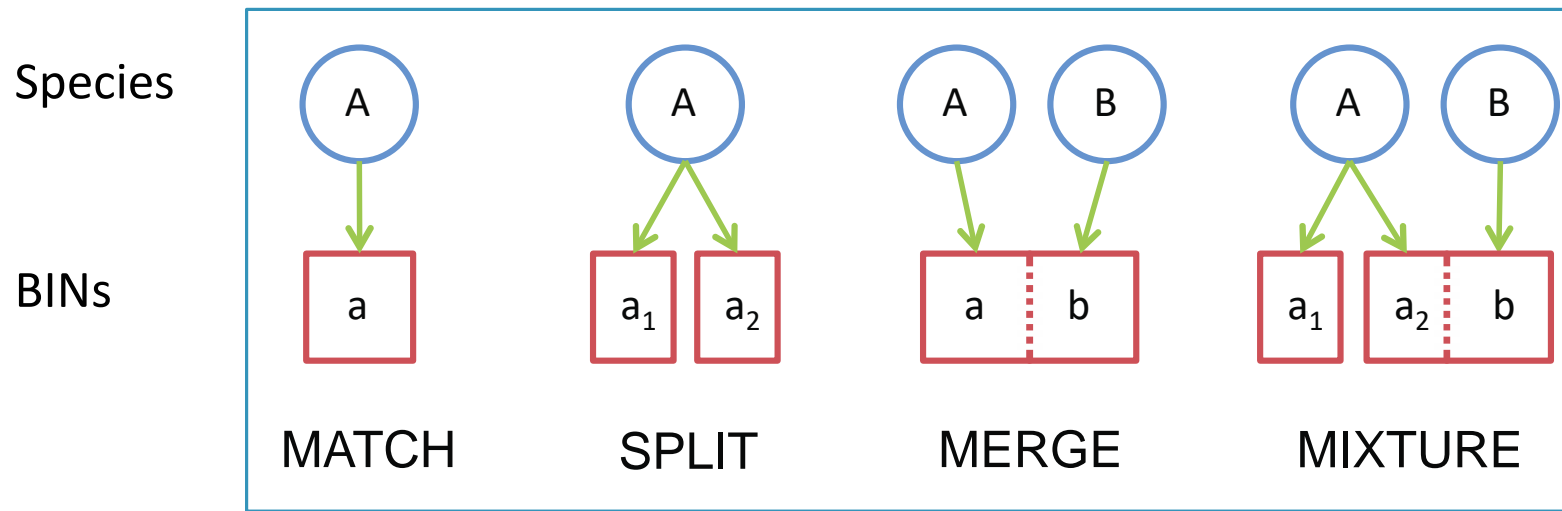 Species A A A B A B
BINs a a₁ a₂ a b a₁ a₂ b
MATCH SPLIT MERGE MIXTURE